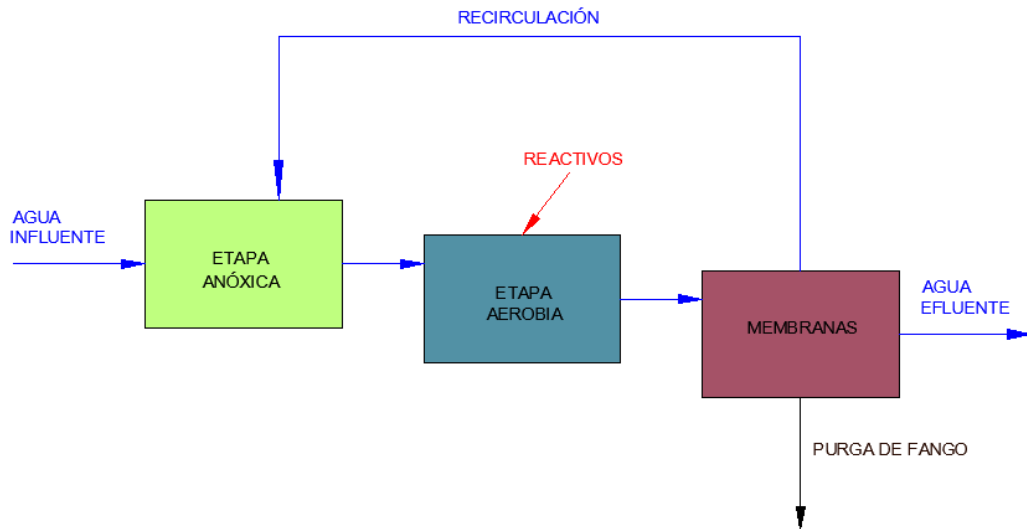 RECIRCULACIÓN
REACTIVOS
AGUA
INFLUENTE
ETAPA
ANÓXICA
ETAPA
AEROBIA
MEMBRANAS
AGUA
EFLUENTE
PURGA DE FANGO